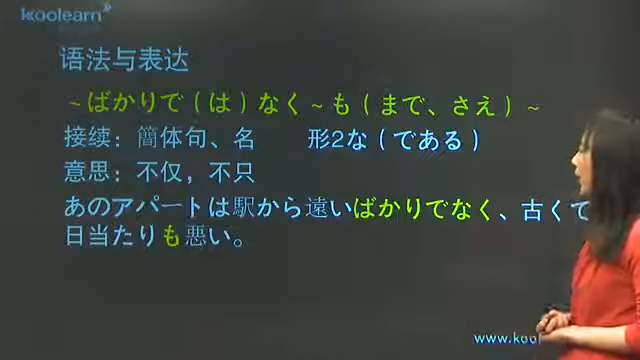 koolearn
语法与表达
~ばかりで（は）なく~も（まで、さえ）~
接续：簡体句、名　　形2な（である）
意思：不仅，不只
あのアパートは駅から遠いばかりでなく、古くて
日当たりも悪い。
www.kool